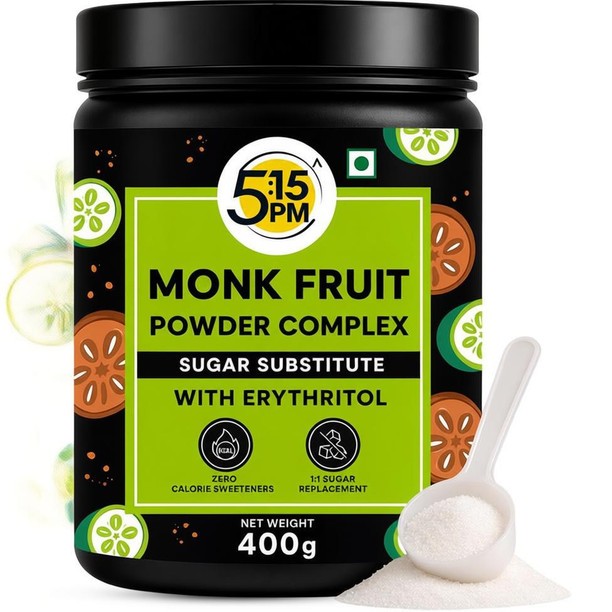 5:15
PM^
MONK FRUIT
POWDER COMPLEX
SUGAR SUBSTITUTE
WITH ERYTHRITOL
KCAL
ZERO
CALORIE SWEETENERS
1:1 SUGAR
REPLACEMENT
NET WEIGHT
400g